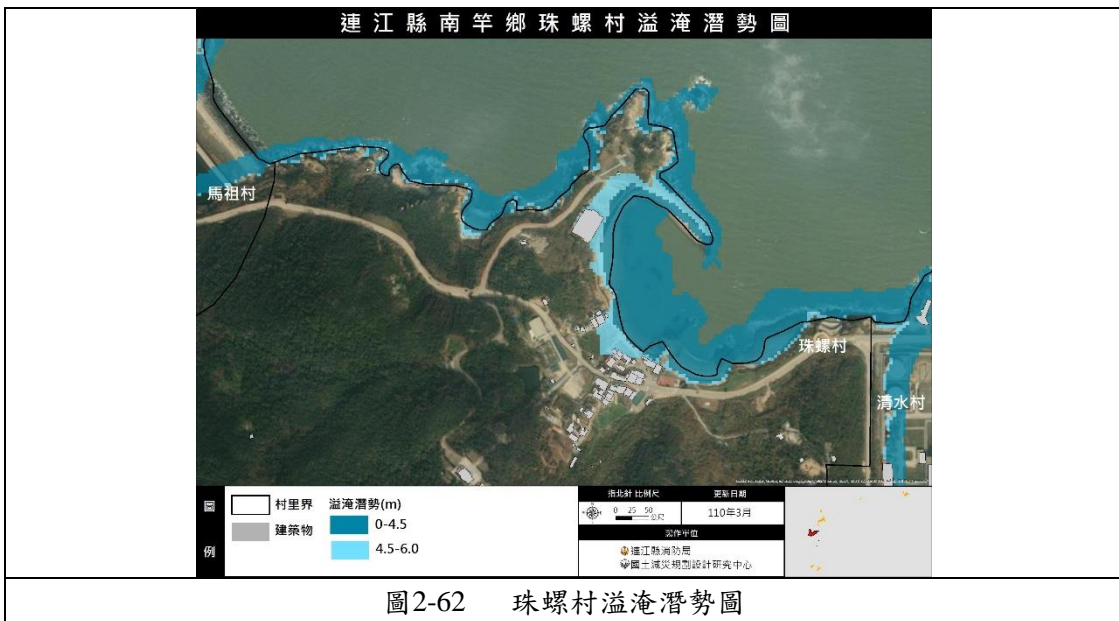 連江縣南竿鄉珠螺村溢淹潛勢圖
馬祖村
珠螺村
清水村
圖例
村里界
建築物
溢淹潛勢(m)
0-4.5
4.5-6.0
指北針 比例尺
0 25 50
公尺
更新日期
110年3月
製作單位
連江縣消防局
國土減災規劃設計研究中心
圖2-62 珠螺村溢淹潛勢圖